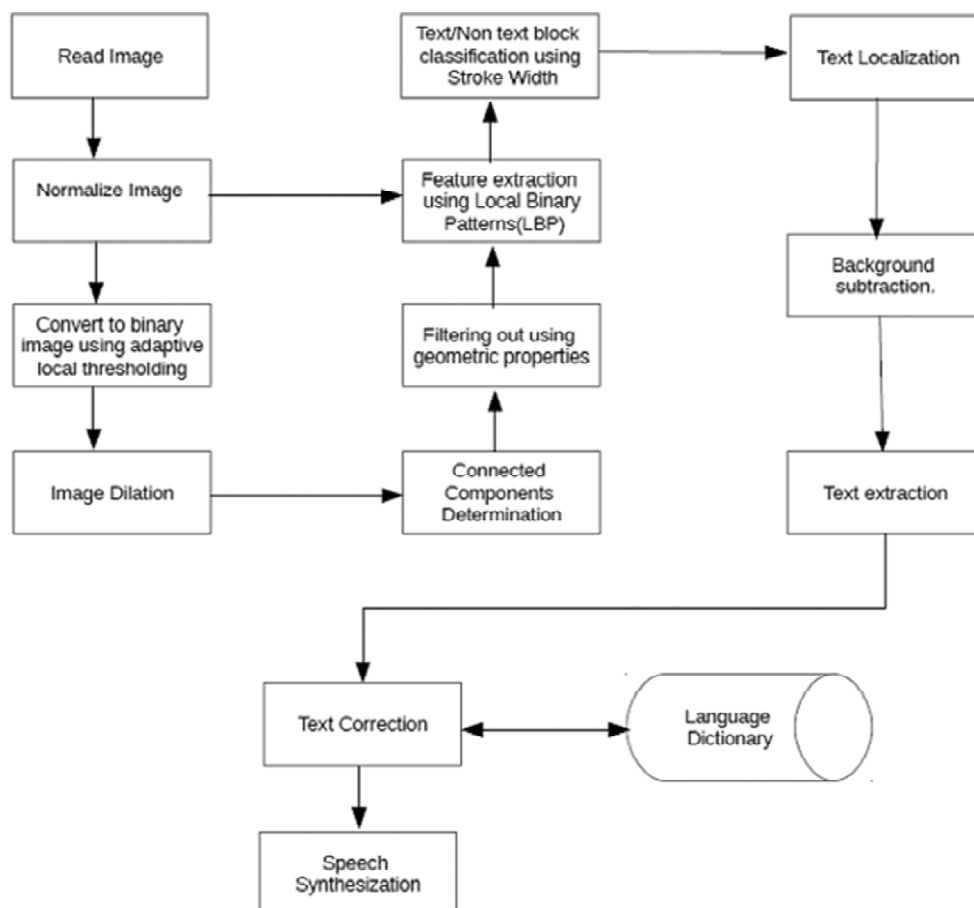 Read Image
Normalize Image
Convert to binary
image using adaptive
local thresholding
Image Dilation
Text/Non text block
classification using
Stroke Width
Feature extraction
using Local Binary
Patterns(LBP)
Filtering out using
geometric properties
Connected
Components
Determination
Text Localization
Background
subtraction.
Text extraction
Text Correction
Language
Dictionary
Speech
Synthesization